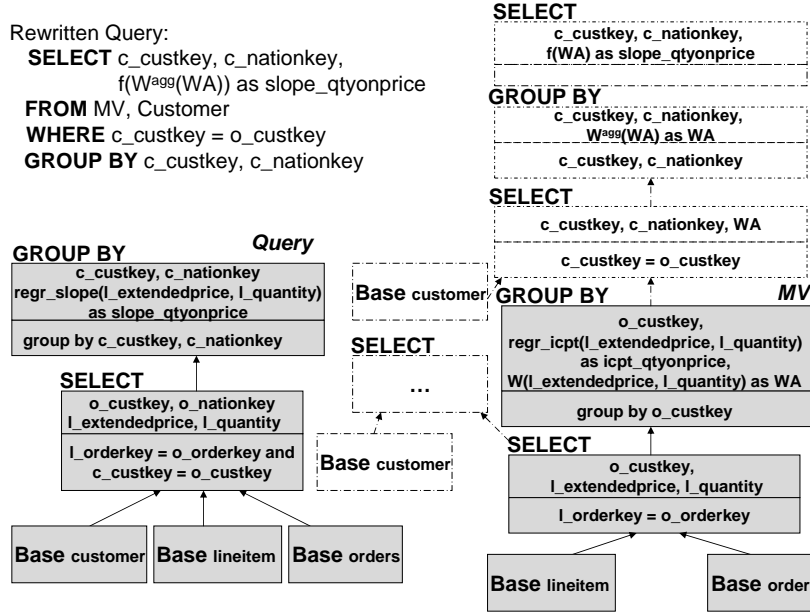 Rewritten Query:
SELECT c_custkey, c_nationkey,
f(Wagg(WA)) as slope_qtyonprice
FROM MV, Customer
WHERE c_custkey = o_custkey
GROUP BY c_custkey, c_nationkey
Query
GROUP BY
c_custkey, c_nationkey
regr_slope(l_extendedprice, l_quantity)
as slope_qtyonprice
group by c_custkey, c_nationkey
SELECT
o_custkey, o_nationkey
l_extendedprice, l_quantity
l_orderkey = o_orderkey and
c_custkey = o_custkey
Base customer
Base lineitem
Base orders
SELECT
c_custkey, c_nationkey,
f(WA) as slope_qtyonprice
GROUP BY
c_custkey, c_nationkey,
Wagg(WA) as WA
c_custkey, c_nationkey
SELECT
c_custkey, c_nationkey, WA
c_custkey = o_custkey
Base customer
GROUP BY
MV
o_custkey,
regr_icpt(l_extendedprice, l_quantity)
as icpt_qtyonprice,
W(l_extendedprice, l_quantity) as WA
group by o_custkey
SELECT
...
Base customer
SELECT
o_custkey,
l_extendedprice, l_quantity
l_orderkey = o_orderkey
Base lineitem
Base order